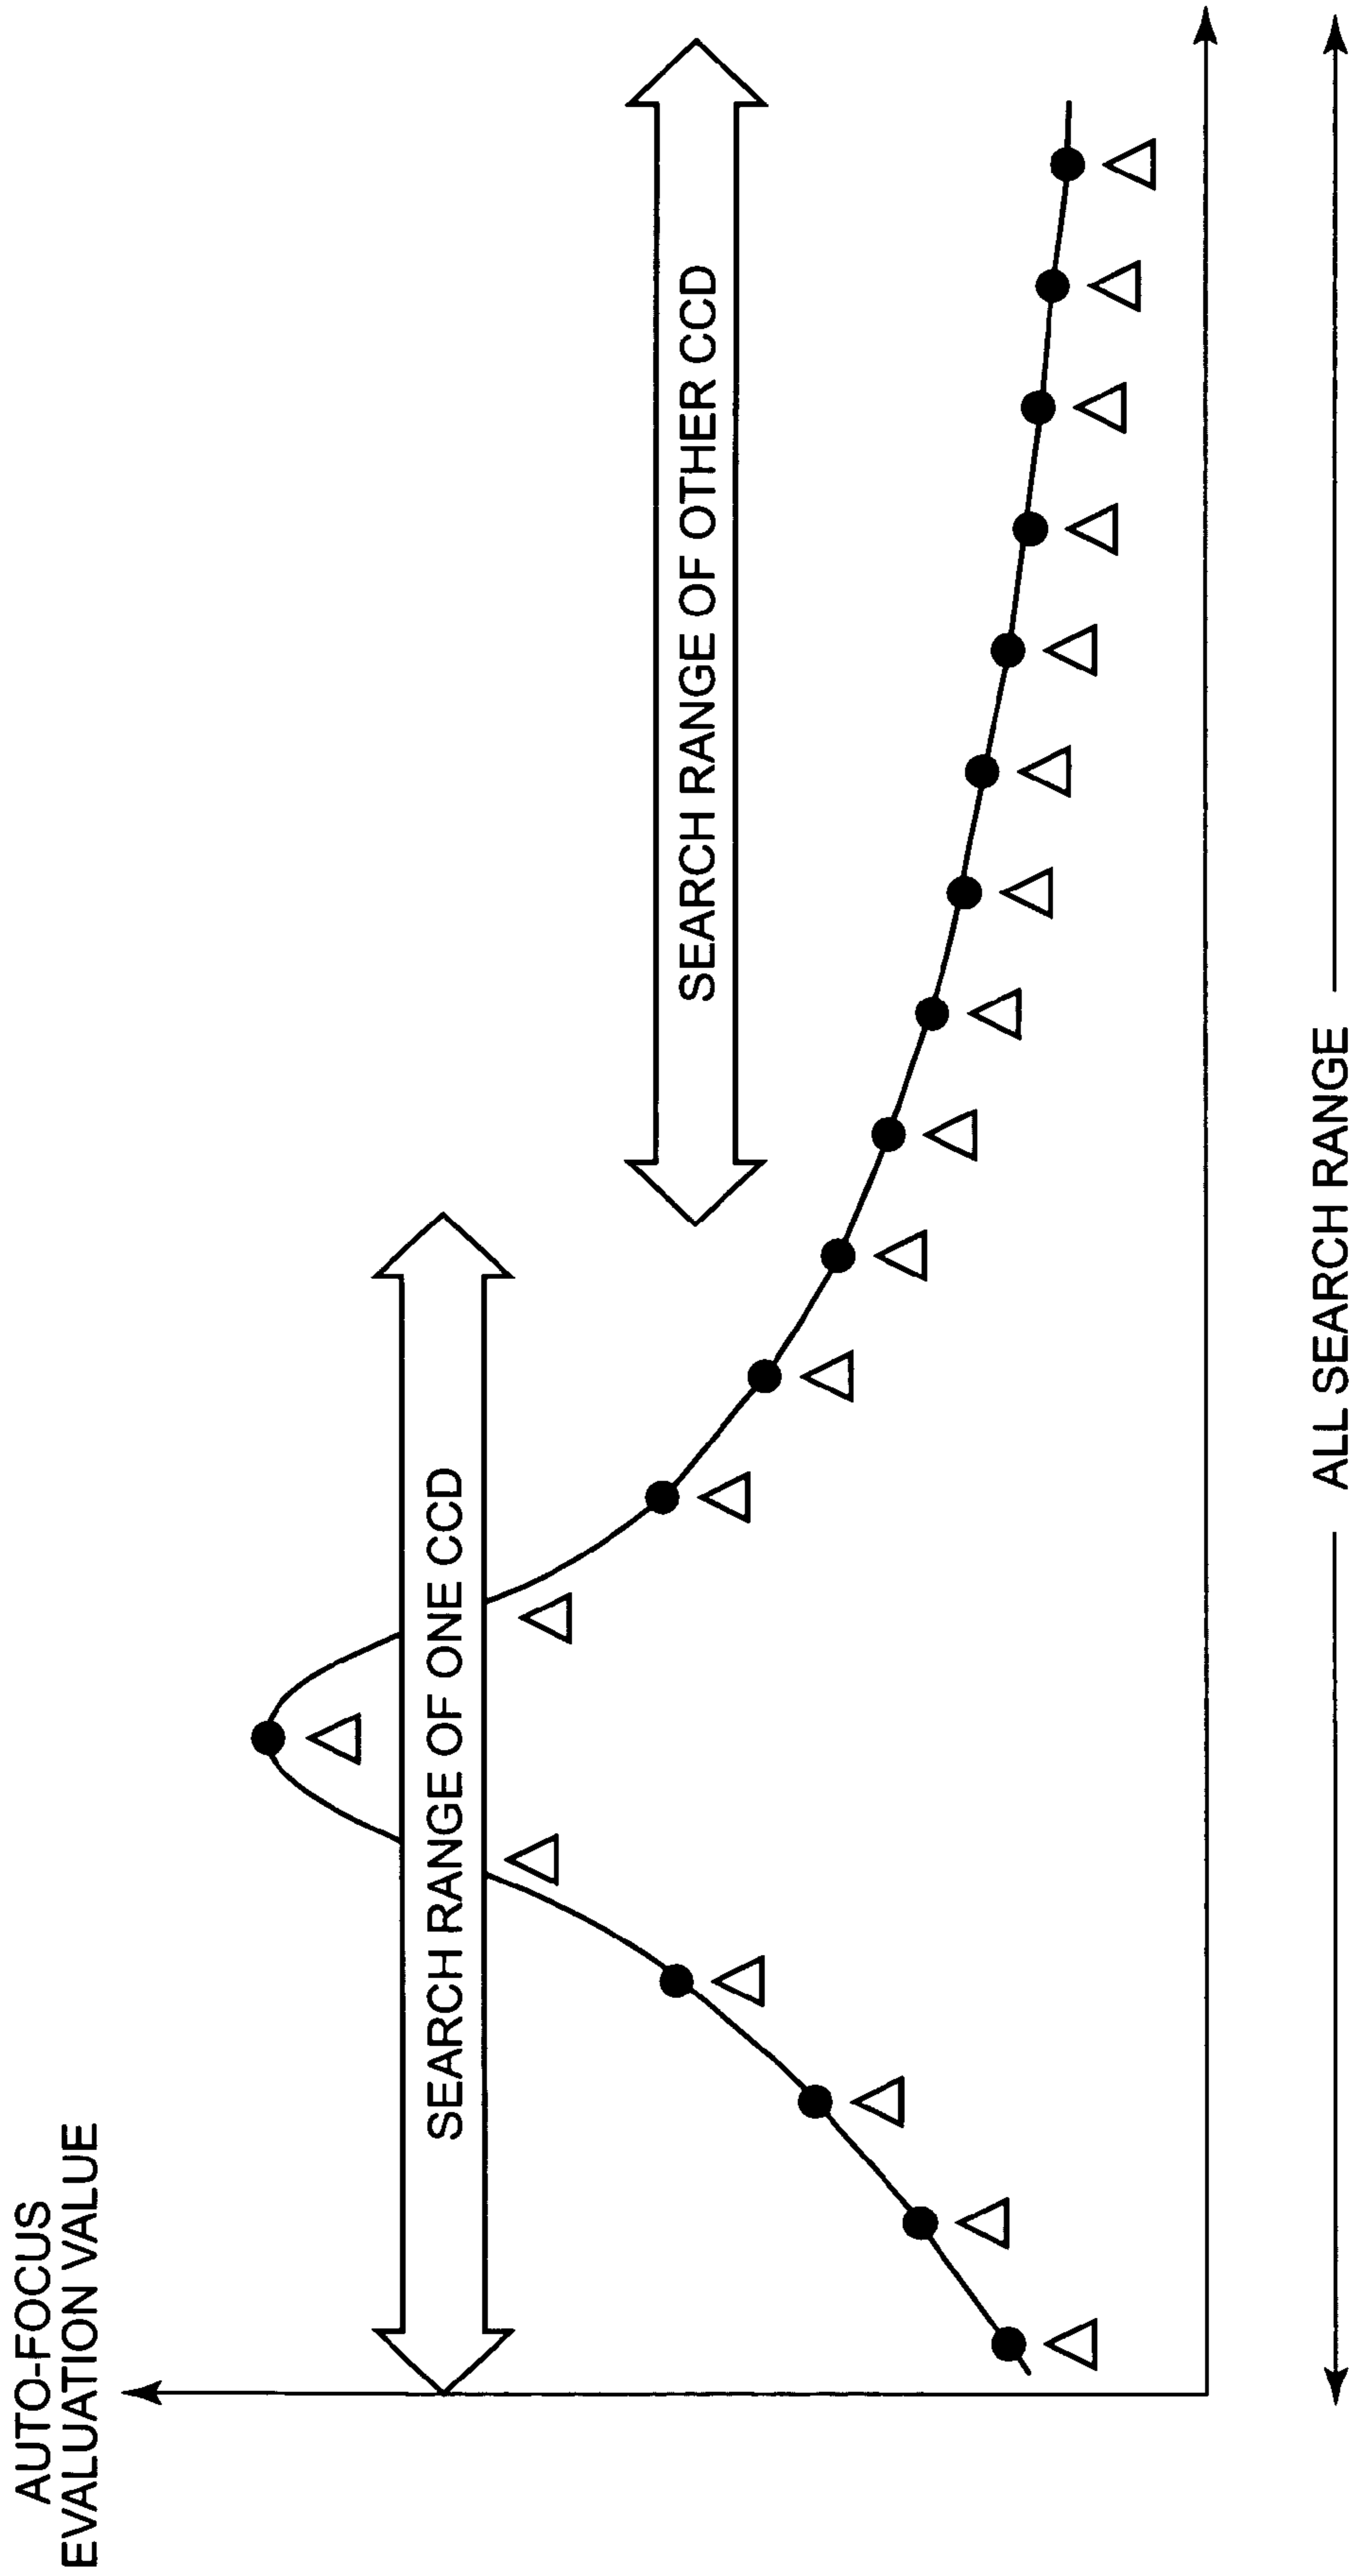 AUTO-FOCUS
EVALUATION VALUE
SEARCH RANGE OF ONE CCD
SEARCH RANGE OF OTHER CCD
ALL SEARCH RANGE